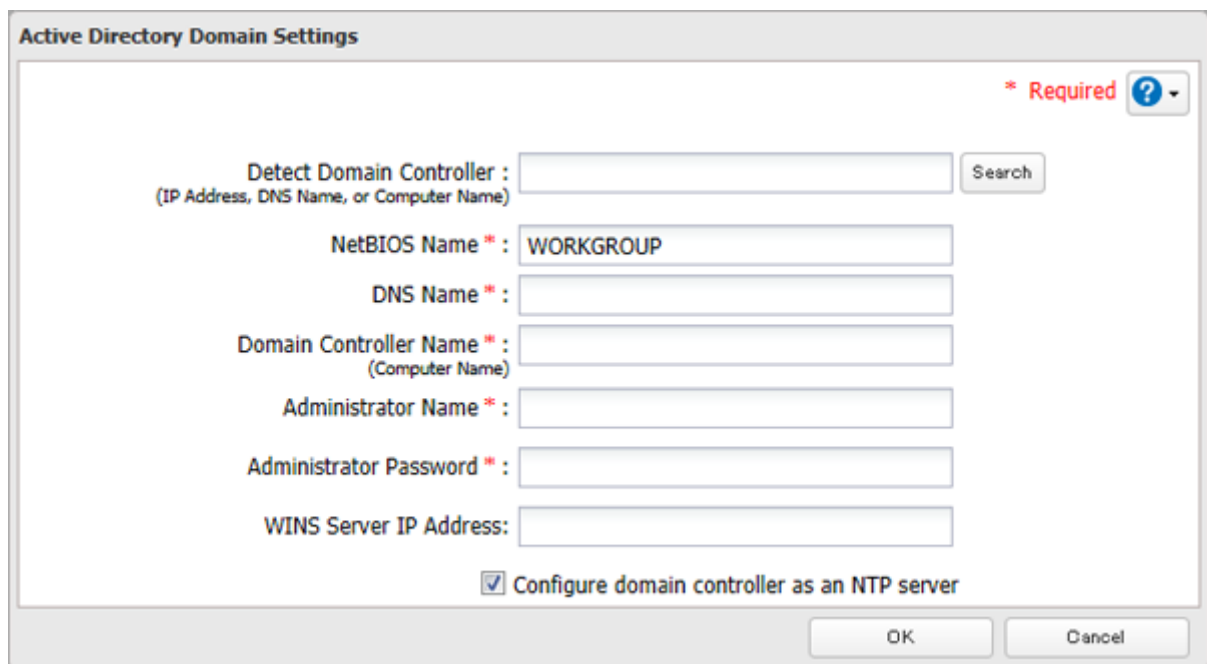 Active Directory Domain Settings
* Required ?
Detect Domain Controller : Search
(IP Address, DNS Name, or Computer Name)
NetBIOS Name * : WORKGROUP
DNS Name * :
Domain Controller Name * :
(Computer Name)
Administrator Name * :
Administrator Password * :
WINS Server IP Address:
Configure domain controller as an NTP server
OK Cancel